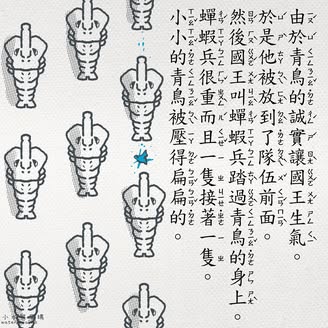 由於青鳥的誠實讓國王生氣。
於是他被放到了隊伍前面。
然後國王叫蟬蝦兵踏過青鳥的身上。
蟬蝦兵很重而且一隻接著一隻。
小小的青鳥被壓得扁扁的。